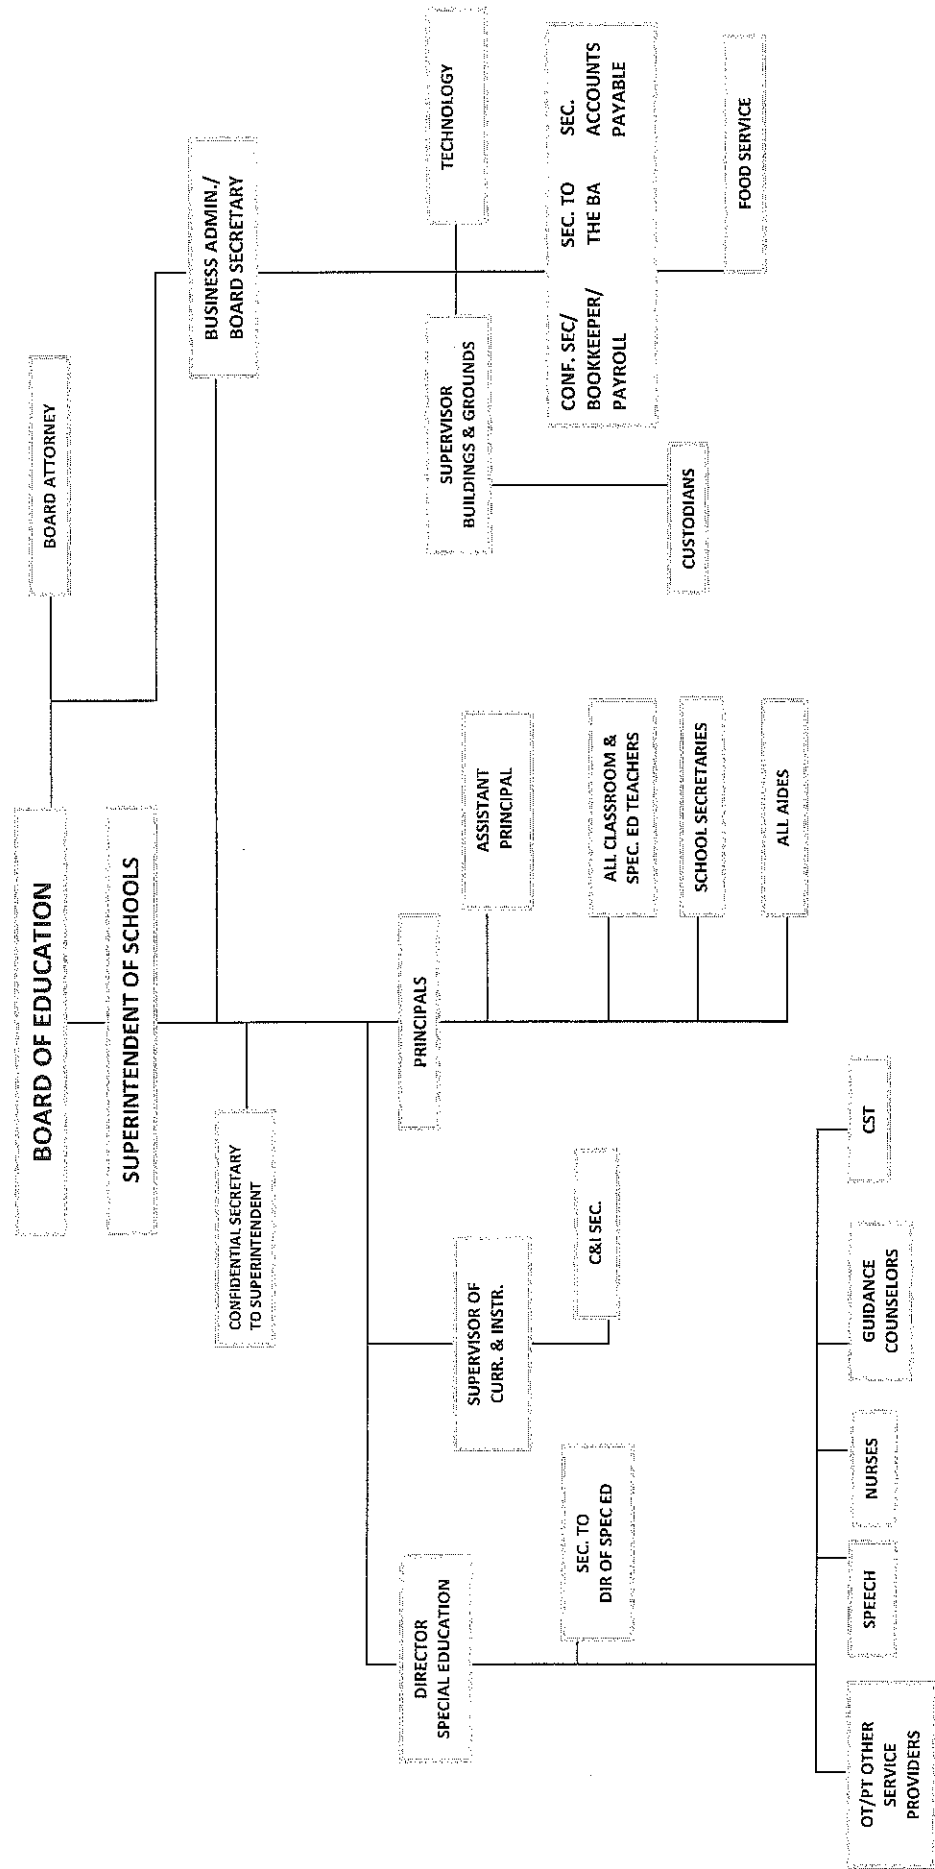 BOARD OF EDUCATION
BOARD ATTORNEY
SUPERINTENDENT OF SCHOOLS
BUSINESS ADMIN./
BOARD SECRETARY
CONFIDENTIAL SECRETARY
TO SUPERINTENDENT
DIRECTOR
SPECIAL EDUCATION
PRINCIPALS
SUPERVISOR
BUILDINGS & GROUNDS
TECHNOLOGY
SUPERVISOR OF
CURR. & INSTR.
ASSISTANT
PRINCIPAL
SEC. TO
DIR OF SPEC ED
C&I SEC.
ALL CLASSROOM &
SPEC. ED TEACHERS
CONF. SEC/
BOOKKEEPER/
PAYROLL
SEC. TO
THE BA
SEC.
ACCOUNTS
PAYABLE
SCHOOL SECRETARIES
CUSTODIANS
FOOD SERVICE
ALL AIDES
OT/PT OTHER
SERVICE
PROVIDERS
SPEECH
NURSES
GUIDANCE
COUNSELORS
CST